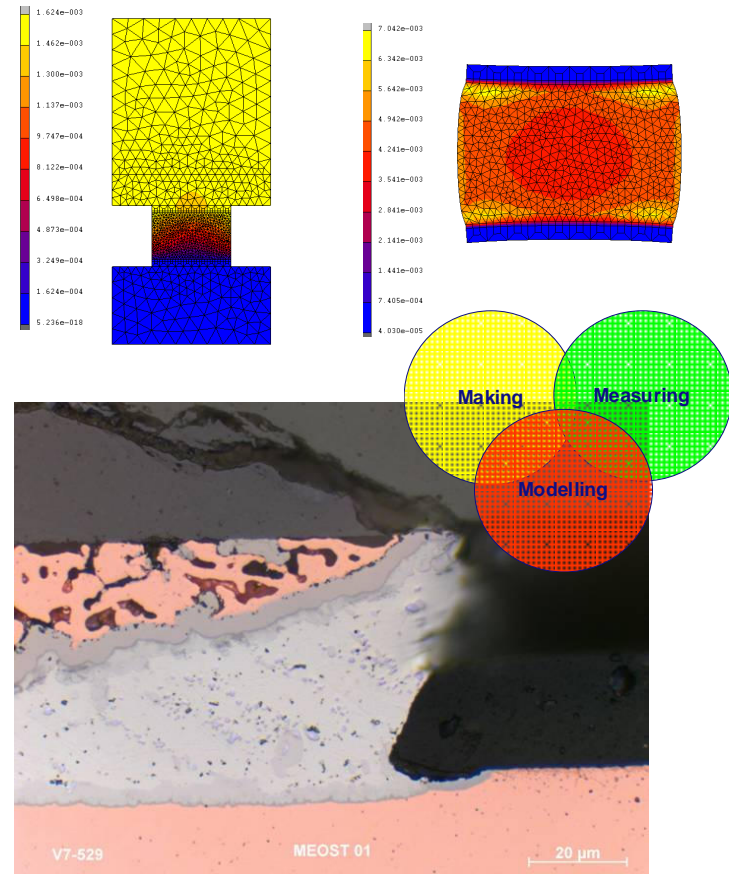 1.624e-003
1.462e-003
1.300e-003
1.137e-003
9.747e-004
8.122e-004
6.498e-004
4.873e-004
3.249e-004
1.624e-004
5.236e-018
7.042e-003
6.342e-003
5.642e-003
4.942e-003
4.241e-003
3.541e-003
2.841e-003
2.141e-003
1.441e-003
7.405e-004
4.030e-005
Making
Measuring
Modelling
V7-529
MEOST 01
20 µm